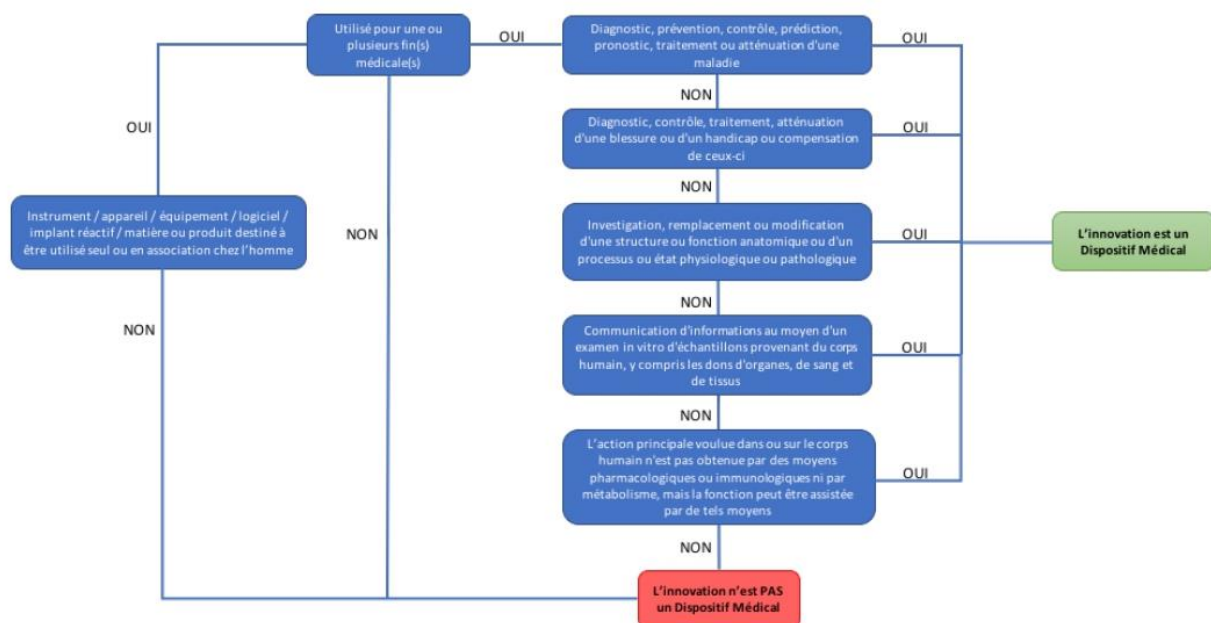 Utilisé pour une ou
plusieurs fin(s)
médicale(s)
OUI
Diagnostic, prévention, contrôle, prédiction,
pronostic, traitement ou atténuation d'une
maladie
OUI
NON
OUI
Diagnostic, contrôle, traitement, atténuation
d'une blessure ou d'un handicap ou compensation
de ceux-ci
OUI
NON
Instrument / appareil / équipement / logiciel /
implant réactif / matière ou produit destiné à
être utilisé seul ou en association chez l'homme
NON
Investigation, remplacement ou modification
d'une structure ou fonction anatomique ou d'un
processus ou état physiologique ou pathologique
OUI
L'innovation est un
Dispositif Médical
NON
NON
Communication d'informations au moyen d'un
examen in vitro d'échantillons provenant du corps
humain, y compris les dons d'organes, de sang et
de tissus
OUI
NON
L'action principale voulue dans ou sur le corps
humain n'est pas obtenue par des moyens
pharmacologiques ou immunologiques ni par
métabolisme, mais la fonction peut être assistée
par de tels moyens
OUI
NON
L'innovation n'est PAS
un Dispositif Médical